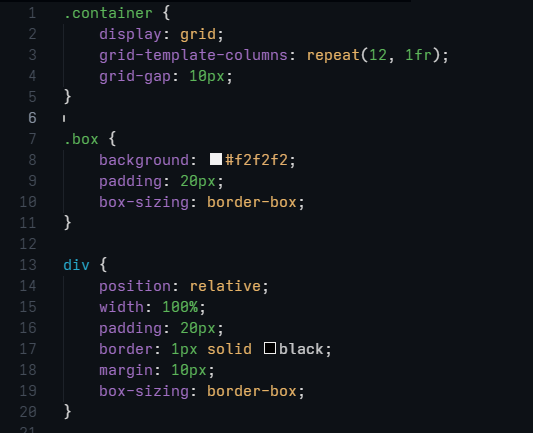 1 .container {
2     display: grid;
3     grid-template-columns: repeat(12, 1fr);
4     grid-gap: 10px;
5 }
6
7 .box {
8     background: #f2f2f2;
9     padding: 20px;
10     box-sizing: border-box;
11 }
12
13 div {
14     position: relative;
15     width: 100%;
16     padding: 20px;
17     border: 1px solid black;
18     margin: 10px;
19     box-sizing: border-box;
20 }
21